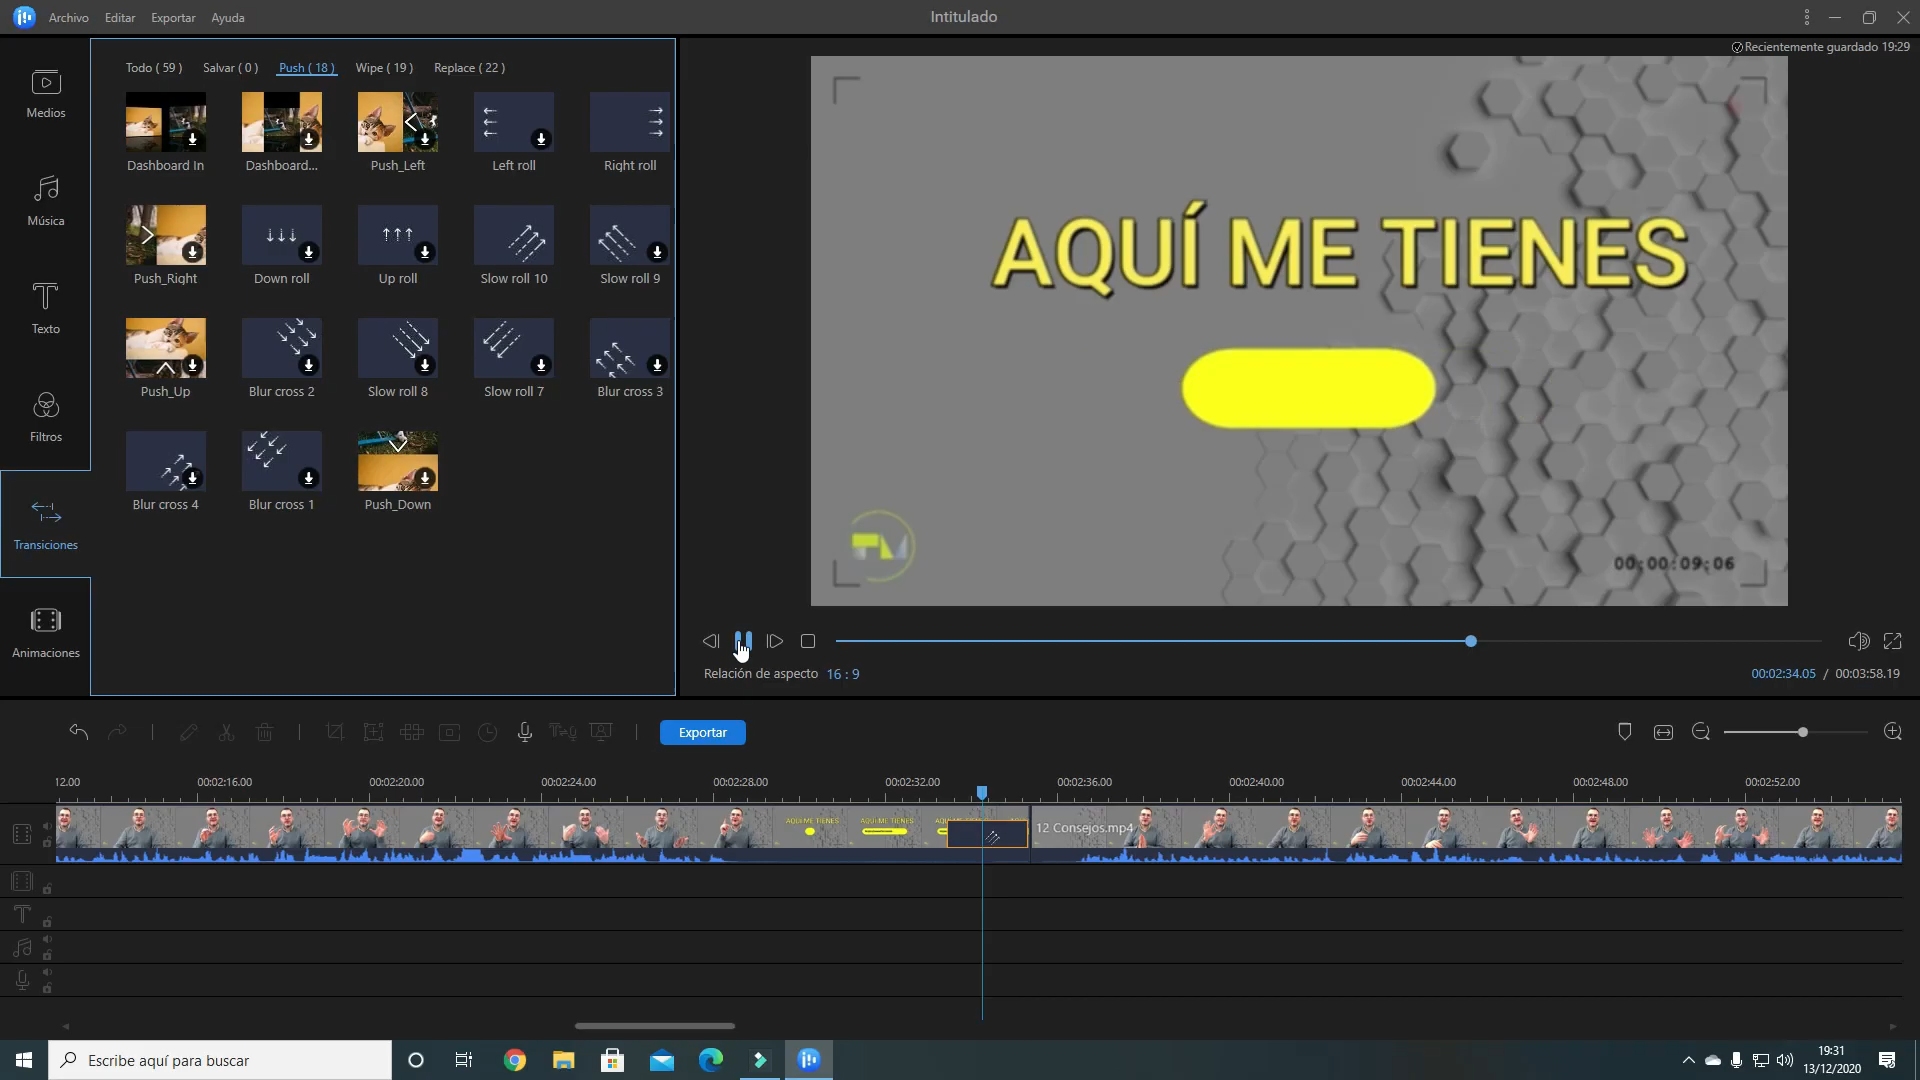 Archivo Editar Exportar Ayuda
Intitulado
Recientemente guardado 19:29
Todo ( 59 ) Salvar ( 0 ) Push ( 18 ) Wipe ( 19 ) Replace ( 22 )
Medios
Música
Texto
Filtros
Transiciones
Animaciones
Dashboard In Dashboard... Push_Left Left roll Right roll
Push_Right Down roll Up roll Slow roll 10 Slow roll 9
Push_Up Blur cross 2 Slow roll 8 Slow roll 7 Blur cross 3
Blur cross 4 Blur cross 1 Push_Down
AQUÍ ME TIENES
00:00:09:06
Relación de aspecto 16 : 9
00:02:34.05 / 00:03:58.19
Exportar
12.00 00:02:16.00 00:02:20.00 00:02:24.00 00:02:28.00 00:02:32.00 00:02:36.00 00:02:40.00 00:02:44.00 00:02:48.00 00:02:52.00
AQUÍ ME TIENES AQUÍ ME TIENES
12 Consejos.mp4
Escribe aquí para buscar
19:31
13/12/2020